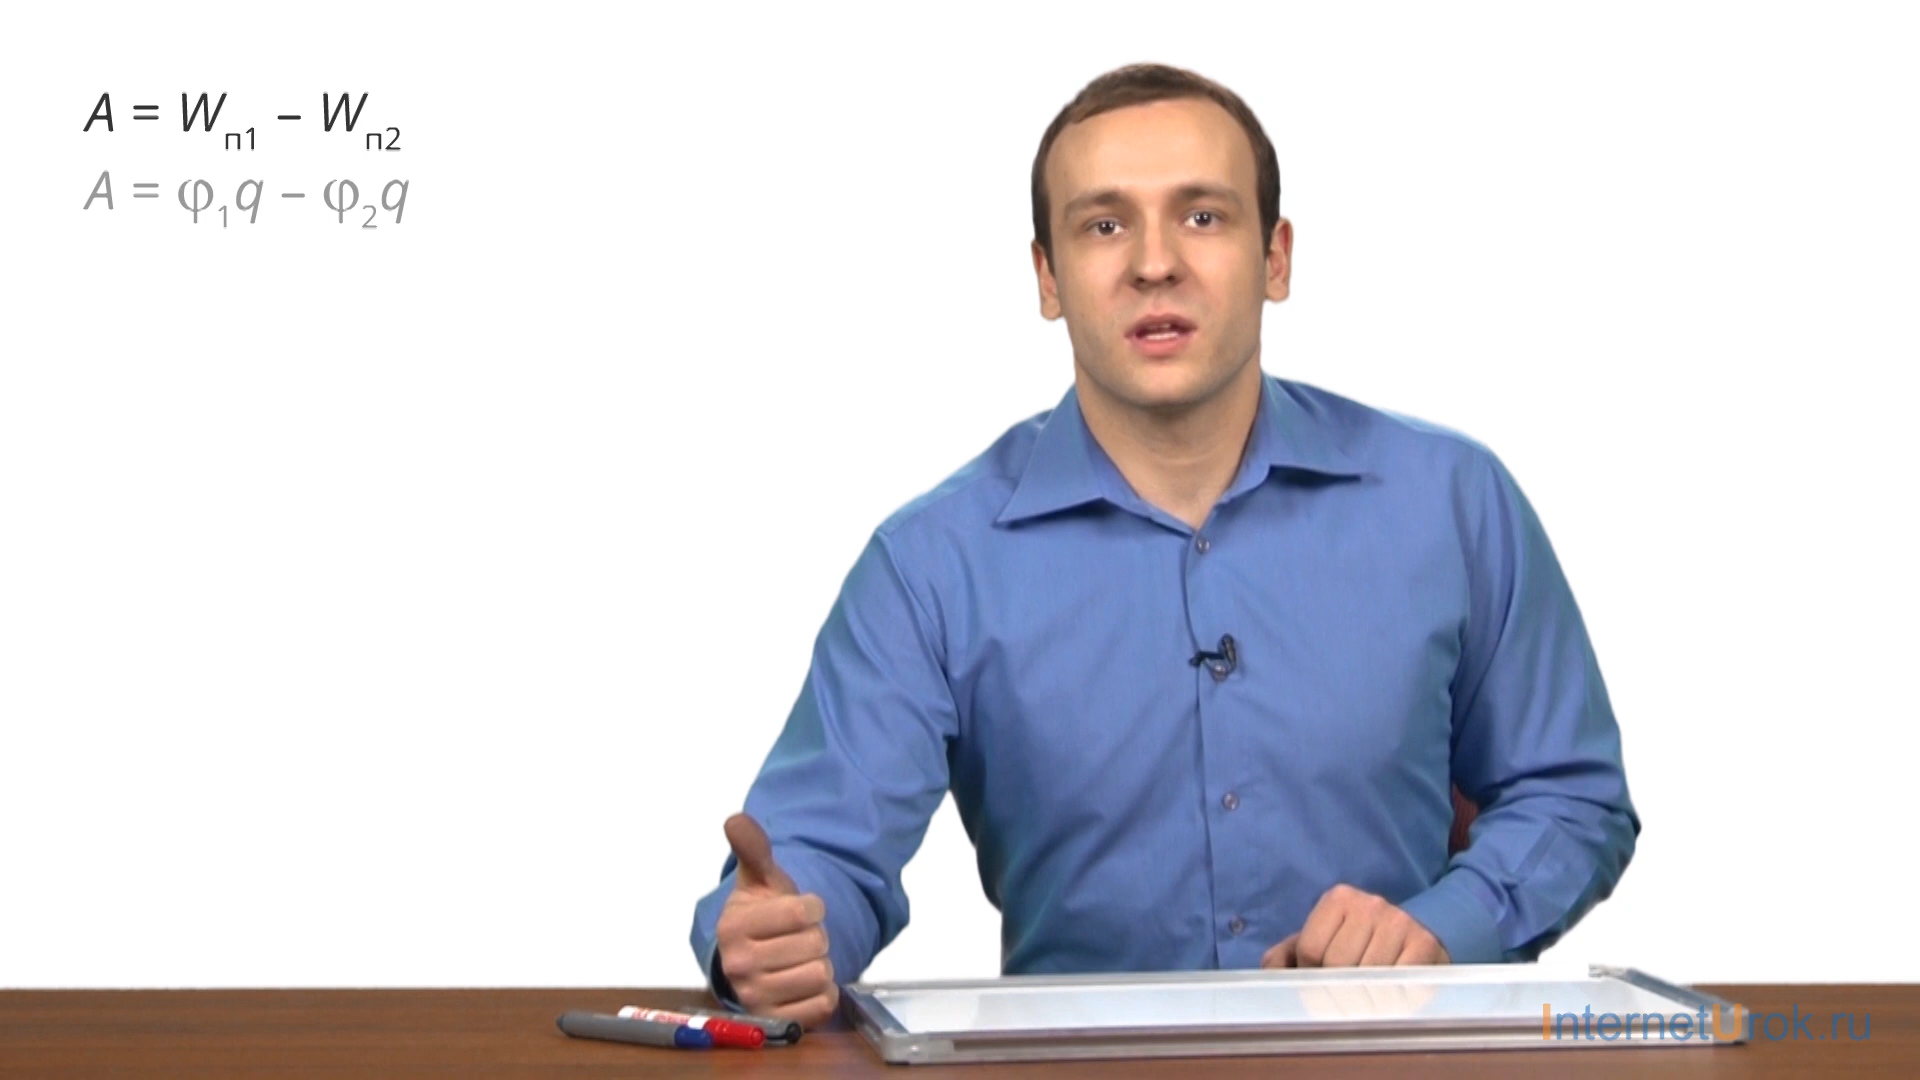 A = Wп1 – Wп2
A = φ1q – φ2q
InternetUrok.ru